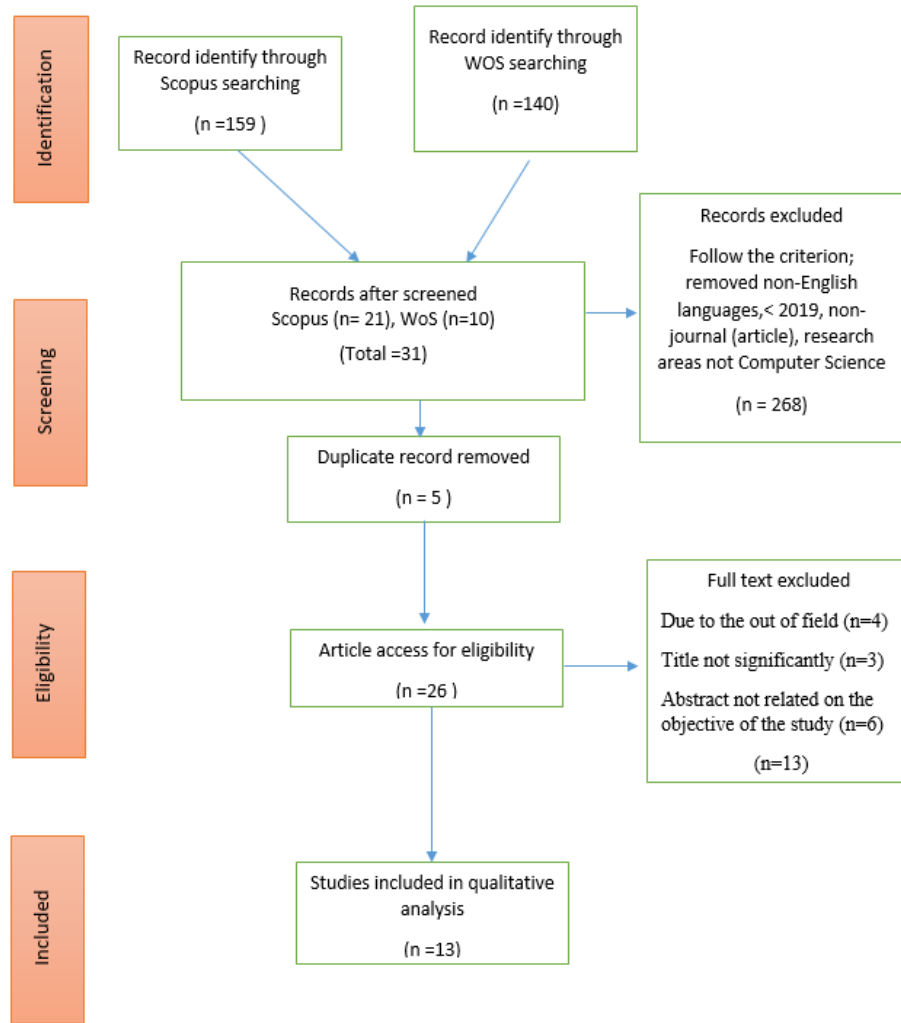 Identification
Record identify through
Scopus searching
(n =159 )
Record identify through
WOS searching
(n =140)
Screening
Records after screened
Scopus (n= 21), WoS (n=10)
(Total =31)
Records excluded
Follow the criterion;
removed non-English
languages,< 2019, non-
journal (article), research
areas not Computer Science
(n = 268)
Duplicate record removed
(n = 5 )
Eligibility
Article access for eligibility
(n =26 )
Full text excluded
Due to the out of field (n=4)
Title not significantly (n=3)
Abstract not related on the
objective of the study (n=6)
(n=13)
Included
Studies included in qualitative
analysis
(n =13)